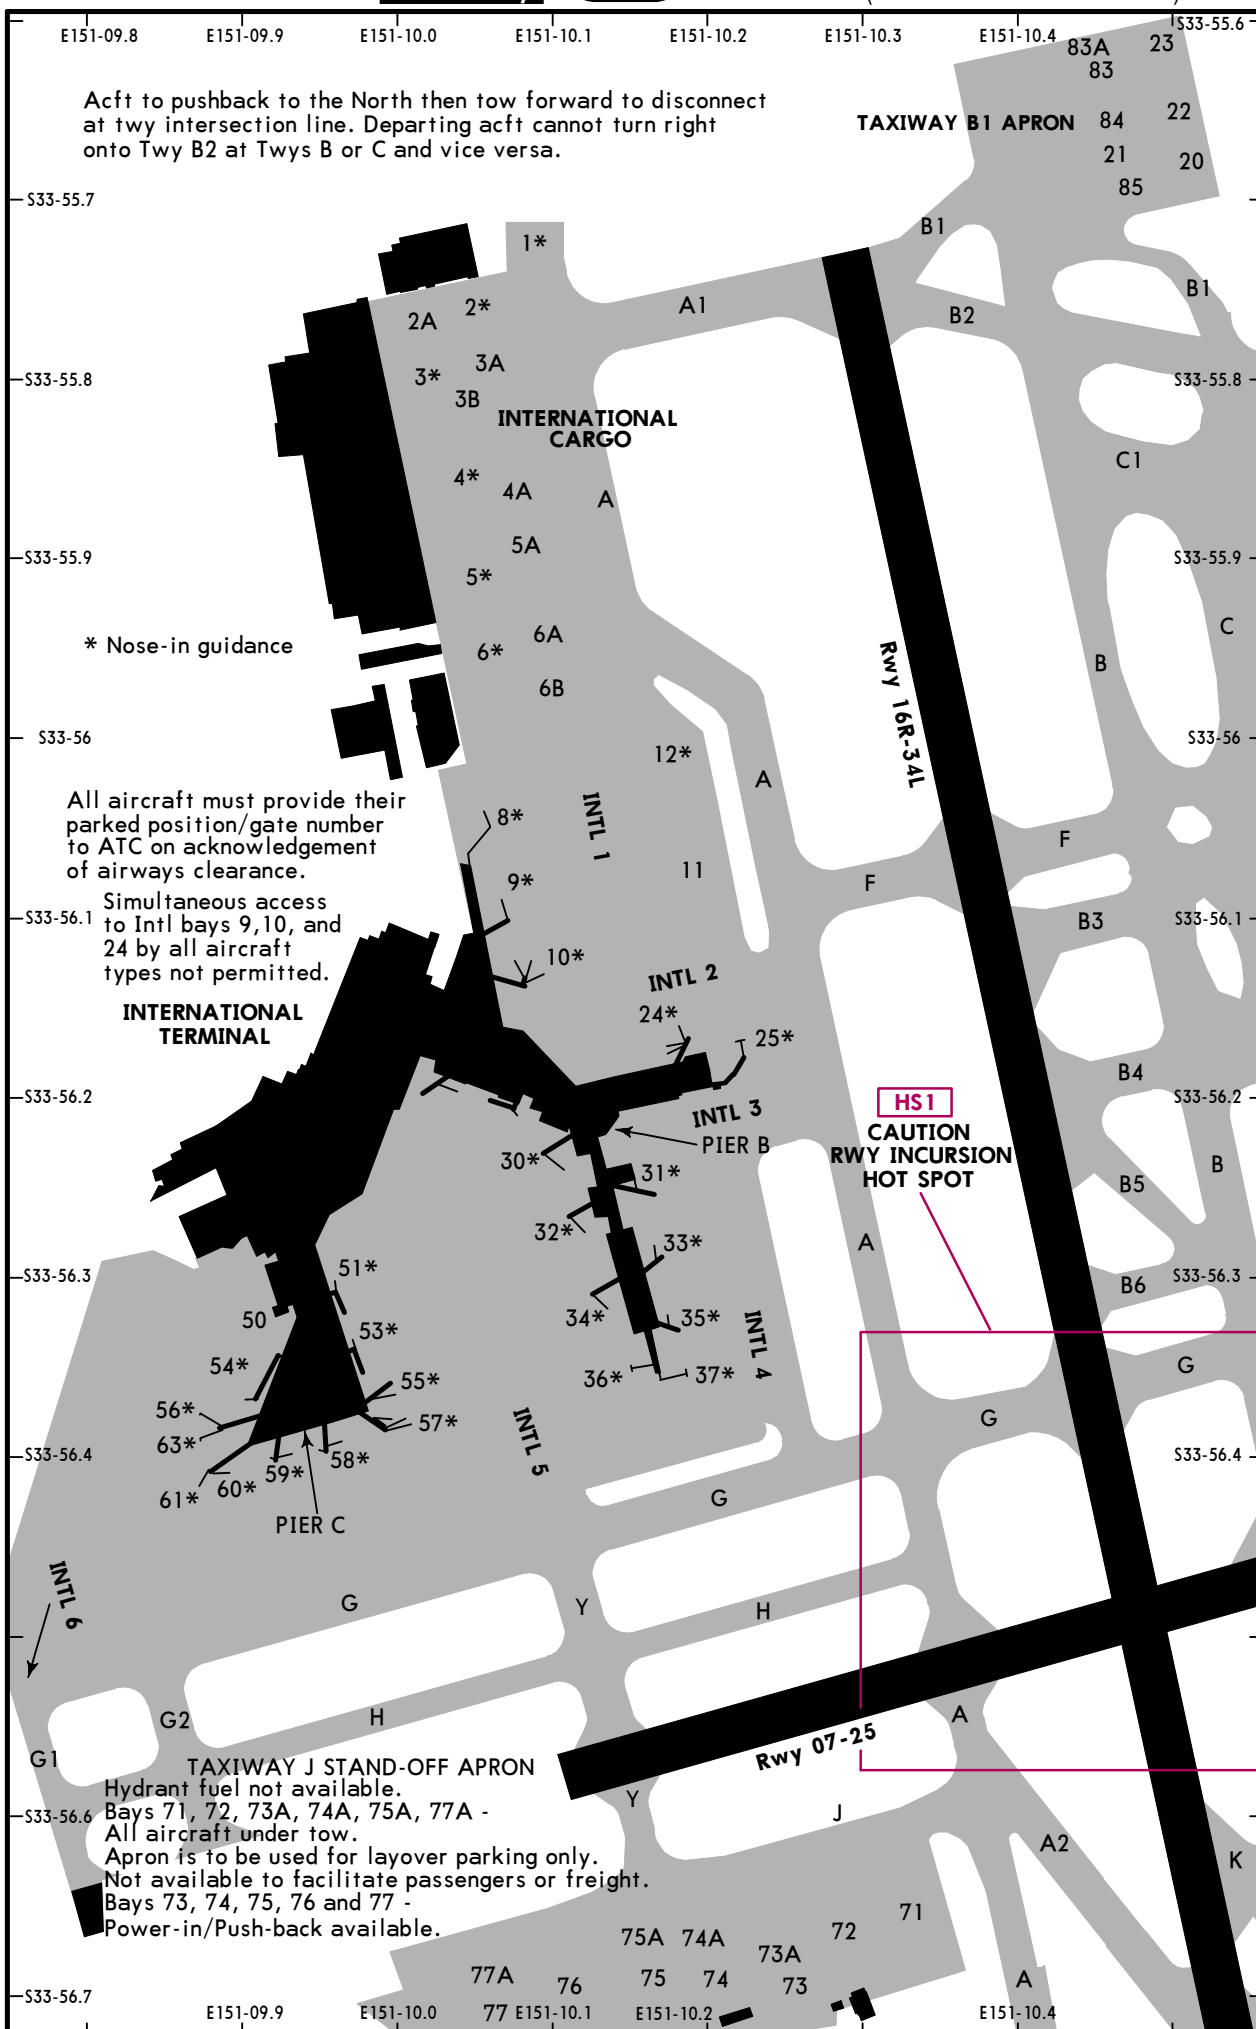 E151-09.8 E151-09.9 E151-10.0 E151-10.1 E151-10.2 E151-10.3 E151-10.4 S33-55.6
83A 23
83
Acft to pushback to the North then tow forward to disconnect
at twy intersection line. Departing acft cannot turn right
onto Twy B2 at Twys B or C and vice versa.
TAXIWAY B1 APRON 84 22
21 20
85
S33-55.7
B1
1*
B1
2* A1 B2
2A
3A
3* S33-55.8 S33-55.8
3B
INTERNATIONAL
CARGO
C1
4*
4A A
5A
S33-55.9 S33-55.9
5*
6A C
* Nose-in guidance
6* B
6B
Rwy 16R-34L
S33-56 S33-56
12*
A
All aircraft must provide their
parked position/gate number
to ATC on acknowledgement
of airways clearance.
8*
INTL 1
F
11
9* F
Simultaneous access
to Intl bays 9,10, and
24 by all aircraft
types not permitted.
S33-56.1 B3 S33-56.1
10*
INTL 2
INTERNATIONAL
TERMINAL
24*
25*
B4
S33-56.2 S33-56.2
HS1
CAUTION
RWY INCURSION
HOT SPOT
INTL 3
PIER B
30*
31*
B
B5
32*
33* A
51*
S33-56.3 S33-56.3
B6
50
34* 35*
53*
INTL 4
54*
G
36* 37*
55*
56*
57*
G
63*
INTL 5
58*
59*
60*
61*
S33-56.4 S33-56.4
G
PIER C
INTL 6
G Y H
G2 H A
G1
Rwy 07-25
TAXIWAY J STAND-OFF APRON
Hydrant fuel not available.
Bays 71, 72, 73A, 74A, 75A, 77A -
All aircraft under tow.
Apron is to be used for layover parking only.
Not available to facilitate passengers or freight.
Bays 73, 74, 75, 76 and 77 -
Power-in/Push-back available.
Y
J
S33-56.6
A2
K
71
72
75A 74A
73A
77A 76 75 74 73 A
S33-56.7
77
E151-09.9 E151-10.0 E151-10.1 E151-10.2 E151-10.4